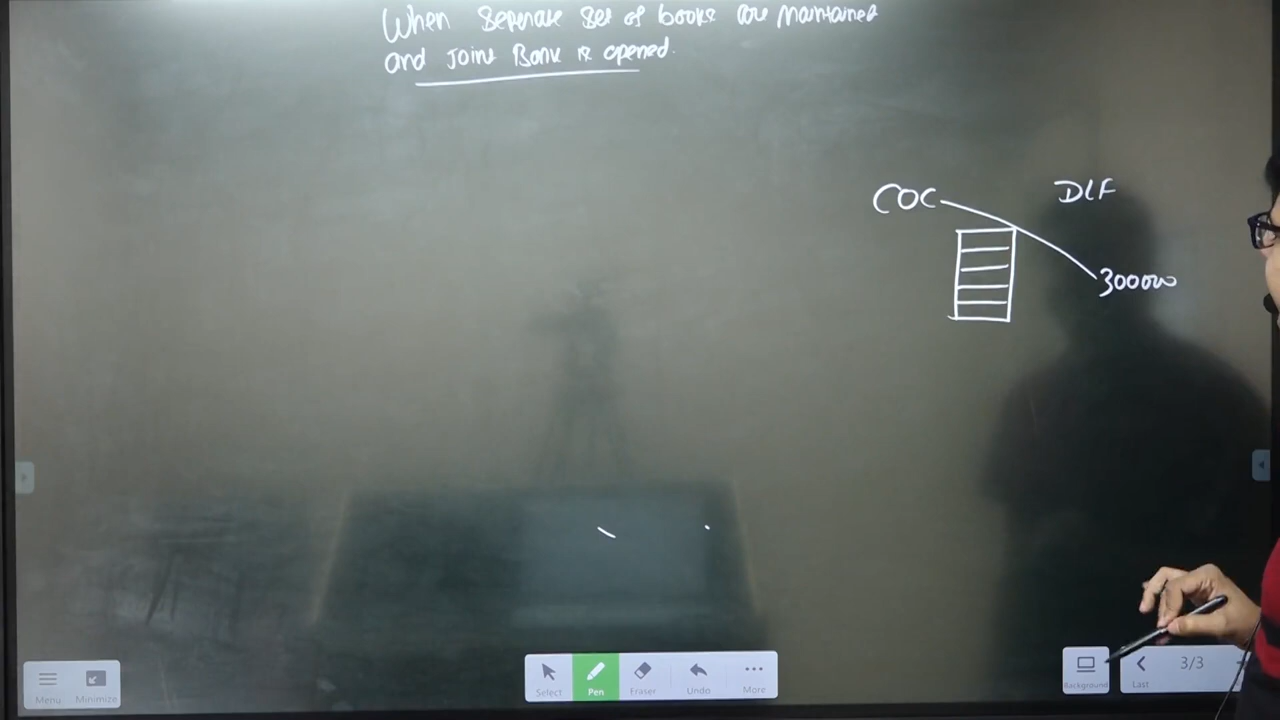 When Seperate Set of books are Maintained
and Joint Bank is opened.
COC
DLF
300000
Menu
Minimize
Select
Pen
Eraser
Undo
More
Background
Last
3/3